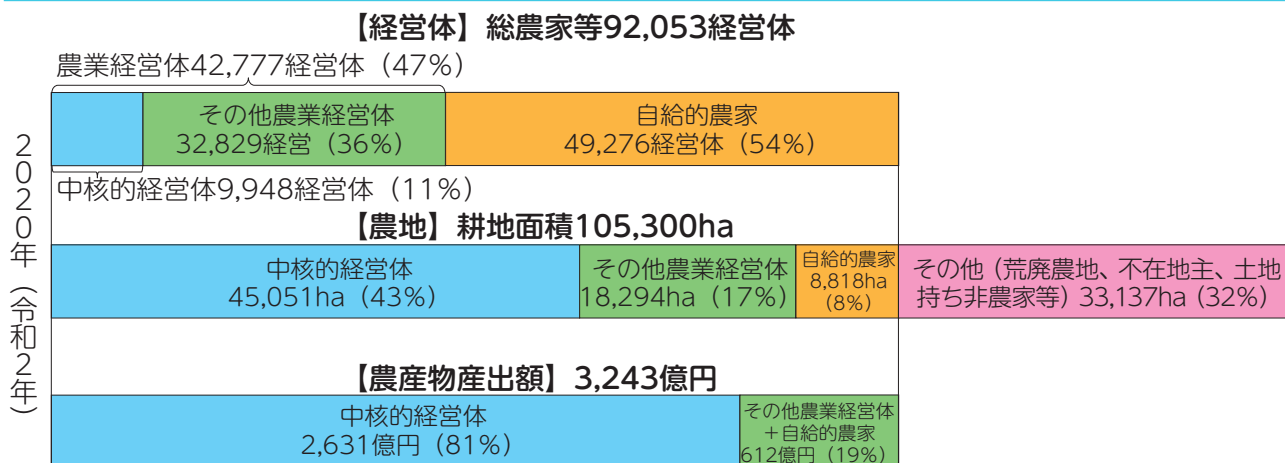 【経営体】総農家等92,053経営体
農業経営体42,777経営体（47%）
その他農業経営体
32,829経営（36%）
自給的農家
49,276経営体（54%）
中核的経営体9,948経営体（11%）
2020年（令和2年）
【農地】耕地面積105,300ha
中核的経営体
45,051ha（43%）
その他農業経営体
18,294ha（17%）
自給的農家
8,818ha
（8%）
その他（荒廃農地、不在地主、土地
持ち非農家等）33,137ha（32%）
【農産物産出額】3,243億円
中核的経営体
2,631億円（81%）
その他農業経営体
＋自給的農家
612億円（19%）